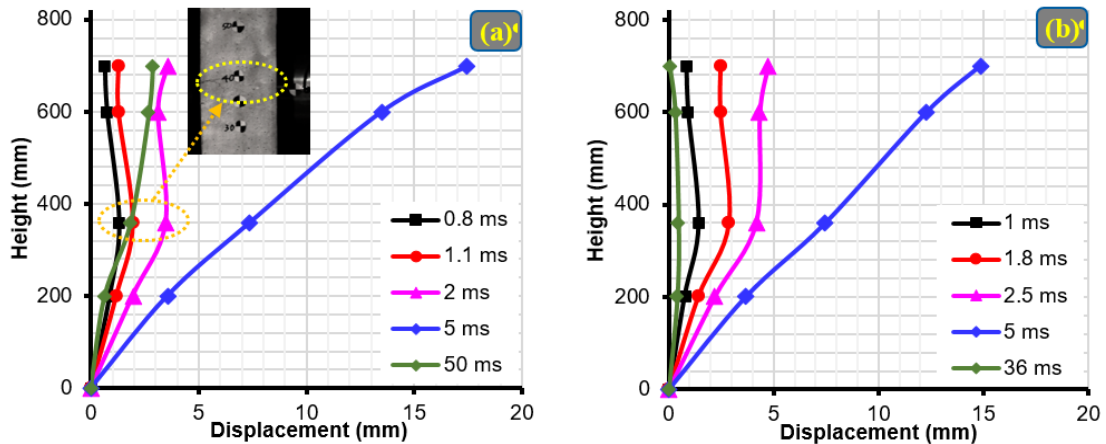 800
600
400
200
0
Height (mm)
0
5
10
15
20
Displacement (mm)
(a)
50
40
30
0.8 ms
1.1 ms
2 ms
5 ms
50 ms
800
600
400
200
0
Height (mm)
0
5
10
15
20
Displacement (mm)
(b)
1 ms
1.8 ms
2.5 ms
5 ms
36 ms